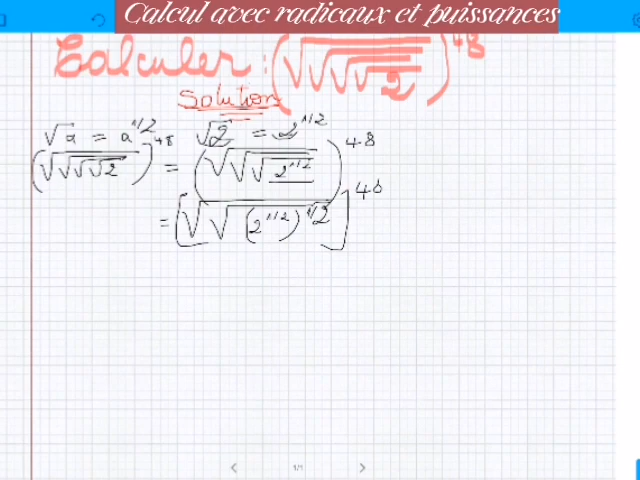 Calcul avec radicaux et puissances
Calculer : (√√√√2)^48
Solution
√a = a^1/2 √2 = 2^1/2
(√√√√2)^48 = (√√√2^1/2)^48
= [√√(2^1/2)^1/2]^48
1/1